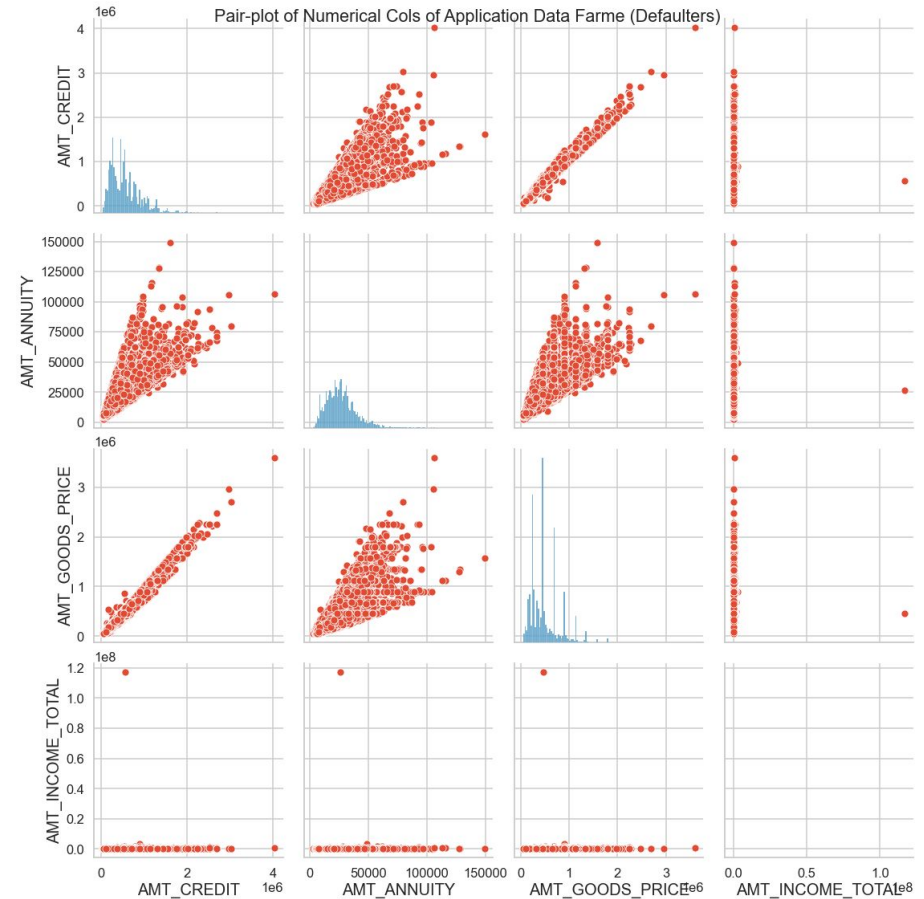 Pair-plot of Numerical Cols of Application Data Farme (Defaulters)
1e6
4
3
2
1
0
AMT_CREDIT
150000
125000
100000
75000
50000
25000
0
AMT_ANNUITY
1e6
3
2
1
0
AMT_GOODS_PRICE
1e8
1.2
1.0
0.8
0.6
0.4
0.2
0.0
AMT_INCOME_TOTAL
0 2 4 0 50000 100000 150000 0 1 2 3 0.0 0.5 1.0
AMT_CREDIT 1e6 AMT_ANNUITY AMT_GOODS_PRICE 1e6 AMT_INCOME_TOTAL 1e8